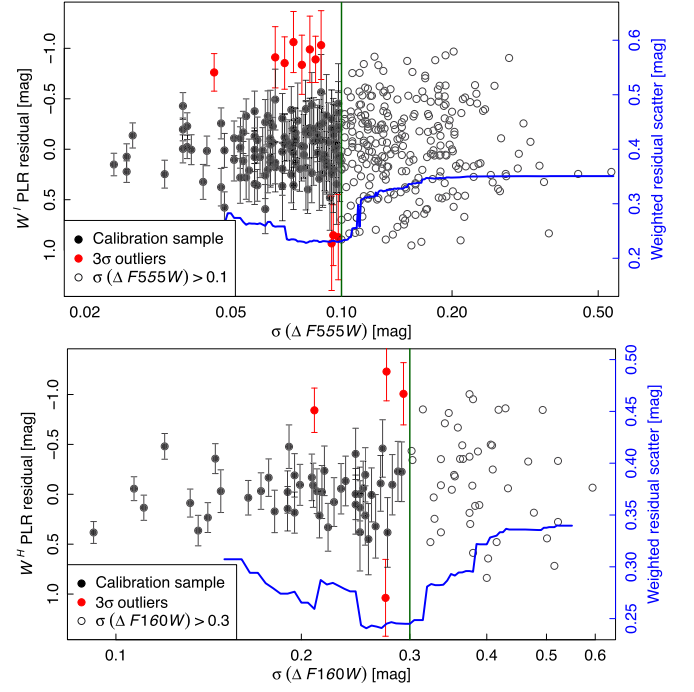 W^I PLR residual [mag]
−1.0
−0.5
0.0
0.5
1.0
Calibration sample
3σ outliers
σ (Δ F555W) > 0.1
0.6
0.5
0.4
0.3
0.2
Weighted residual scatter [mag]
0.02 0.05 0.10 0.20 0.50
σ (Δ F555W) [mag]
W^H PLR residual [mag]
−1.0
−0.5
0.0
0.5
1.0
Calibration sample
3σ outliers
σ (Δ F160W) > 0.3
0.50
0.45
0.40
0.35
0.30
0.25
Weighted residual scatter [mag]
0.1 0.2 0.3 0.4 0.5 0.6
σ (Δ F160W) [mag]